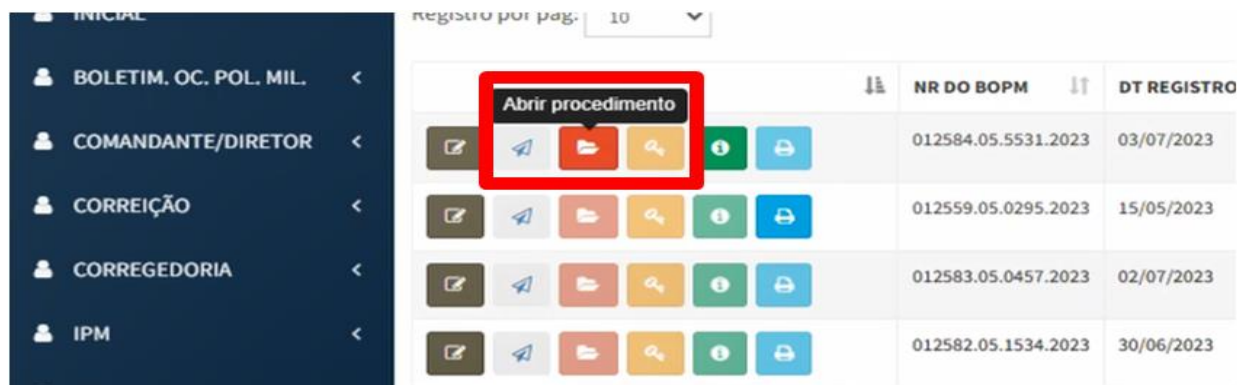 INICIAL
Registro por pag: 10
BOLETIM. OC. POL. MIL.
NR DO BOPM DT REGISTRO
Abrir procedimento
COMANDANTE/DIRETOR
012584.05.5531.2023 03/07/2023
CORREIÇÃO
012559.05.0295.2023 15/05/2023
CORREGEDORIA
012583.05.0457.2023 02/07/2023
IPM
012582.05.1534.2023 30/06/2023